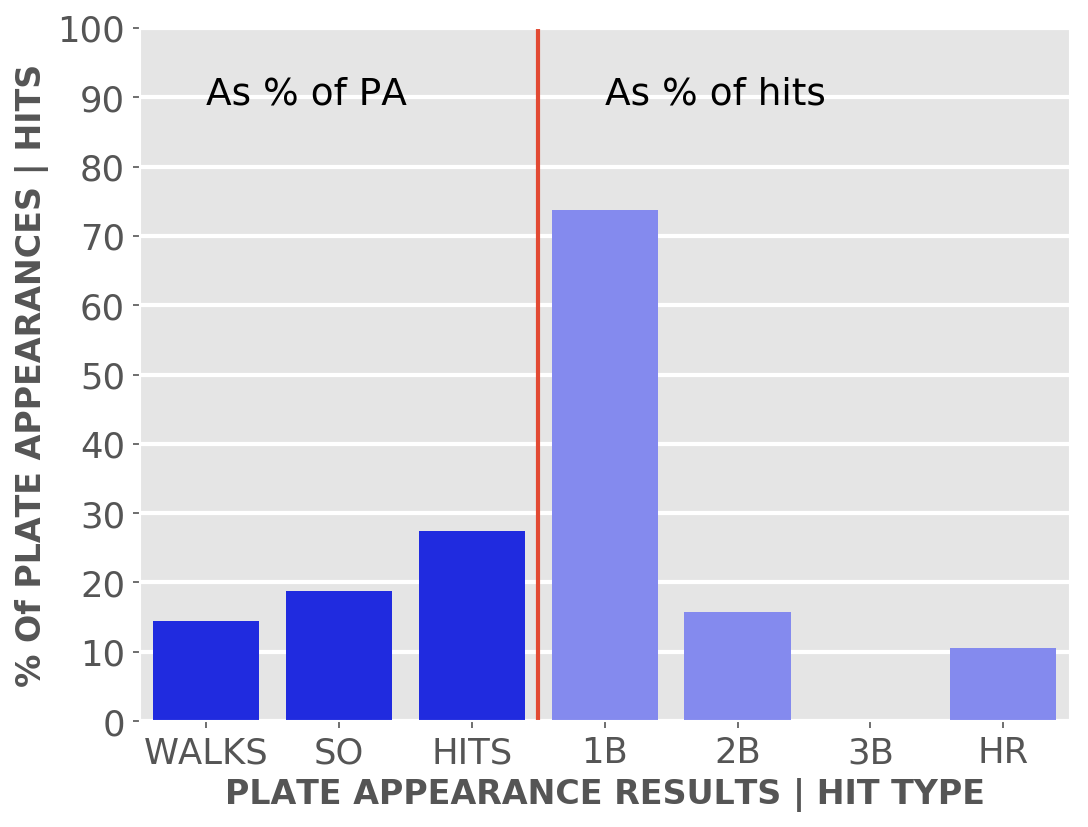 % Of PLATE APPEARANCES | HITS
100
90
80
70
60
50
40
30
20
10
0
As % of PA
As % of hits
WALKS SO HITS 1B 2B 3B HR
PLATE APPEARANCE RESULTS | HIT TYPE